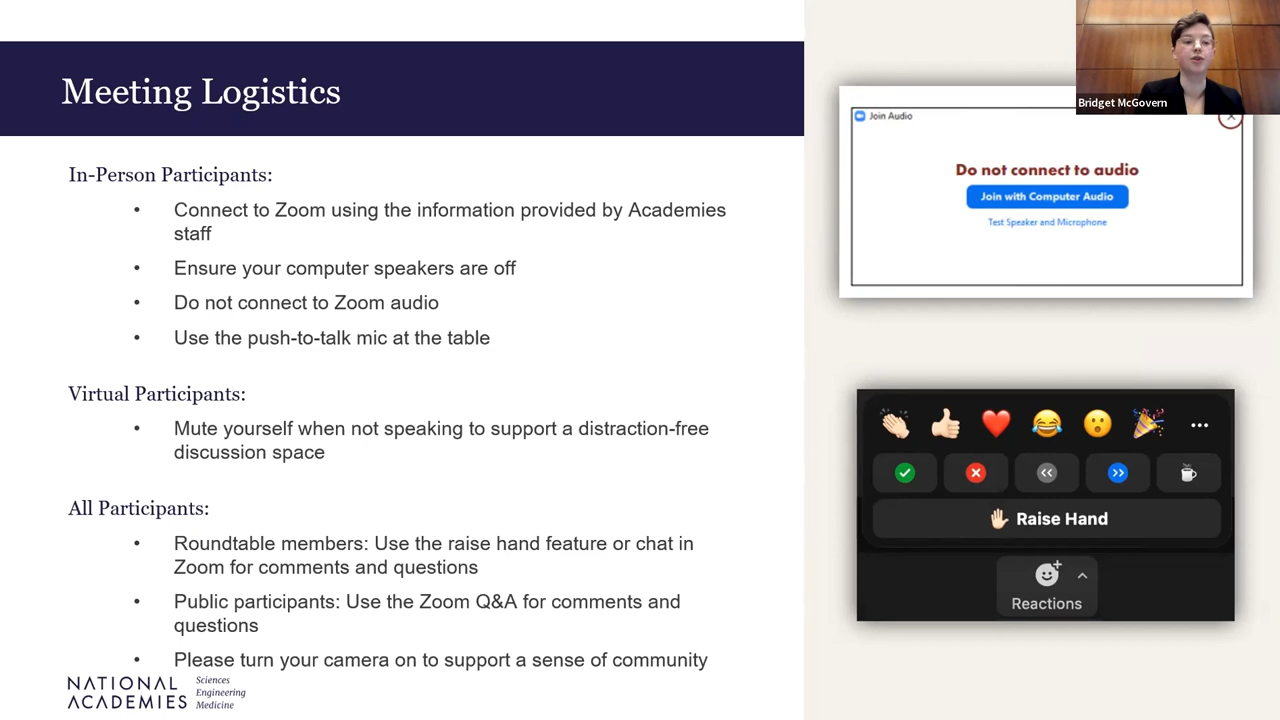 Meeting Logistics
In-Person Participants:
• Connect to Zoom using the information provided by Academies
staff
• Ensure your computer speakers are off
• Do not connect to Zoom audio
• Use the push-to-talk mic at the table
Virtual Participants:
• Mute yourself when not speaking to support a distraction-free
discussion space
All Participants:
• Roundtable members: Use the raise hand feature or chat in
Zoom for comments and questions
• Public participants: Use the Zoom Q&A for comments and
questions
• Please turn your camera on to support a sense of community
NATIONAL
ACADEMIES
Sciences
Engineering
Medicine
Bridget McGovern
Join Audio
Do not connect to audio
Join with Computer Audio
Test Speaker and Microphone
Raise Hand
Reactions